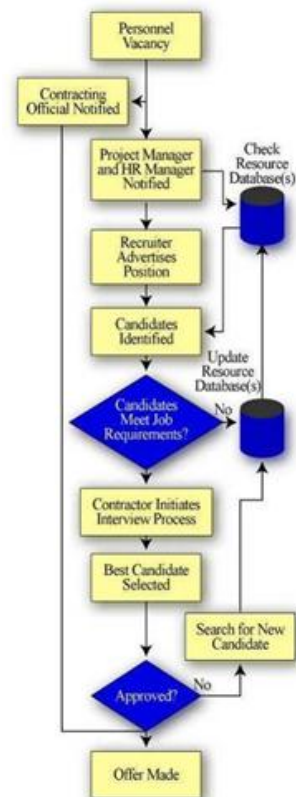 Personnel
Vacancy
Contracting
Official Notified
Project Manager
and HR Manager
Notified
Check
Resource
Database(s)
Recruiter
Advertises
Position
Candidates
Identified
Update
Resource
Database(s)
Candidates
Meet Job
Requirements?
No
Contractor Initiates
Interview Process
Best Candidate
Selected
Search for New
Candidate
Approved?
No
Offer Made